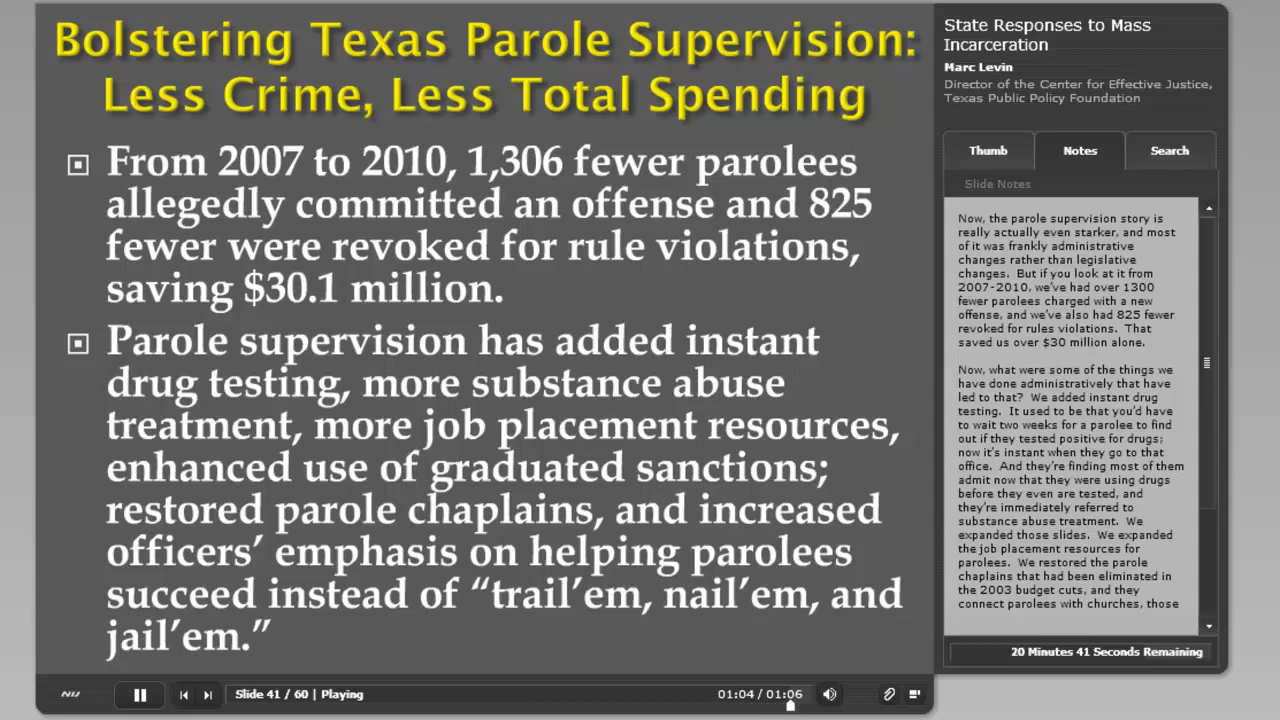 Bolstering Texas Parole Supervision:
Less Crime, Less Total Spending
From 2007 to 2010, 1,306 fewer parolees
allegedly committed an offense and 825
fewer were revoked for rule violations,
saving $30.1 million.
Parole supervision has added instant
drug testing, more substance abuse
treatment, more job placement resources,
enhanced use of graduated sanctions;
restored parole chaplains, and increased
officers’ emphasis on helping parolees
succeed instead of “trail’em, nail’em, and
jail’em.”
State Responses to Mass
Incarceration
Marc Levin
Director of the Center for Effective Justice,
Texas Public Policy Foundation
Thumb
Notes
Search
Slide Notes
Now, the parole supervision story is
really actually even starker, and most
of it was frankly administrative
changes rather than legislative
changes. But if you look at it from
2007-2010, we’ve had over 1300
fewer parolees charged with a new
offense, and we’ve also had 825 fewer
revoked for rules violations. That
saved us over $30 million alone.
Now, what were some of the things we
have done administratively that have
led to that? We added instant drug
testing. It used to be that you’d have
to wait two weeks for a parolee to find
out if they tested positive for drugs;
now it’s instant when they go to that
office. And they’re finding most of them
admit now that they were using drugs
before they even are tested, and
they’re immediately referred to
substance abuse treatment. We
expanded those slides. We expanded
the job placement resources for
parolees. We restored the parole
chaplains that had been eliminated in
the 2003 budget cuts, and they
connect parolees with churches, those
20 Minutes 41 Seconds Remaining
Slide 41 / 60 | Playing
01:04 / 01:06